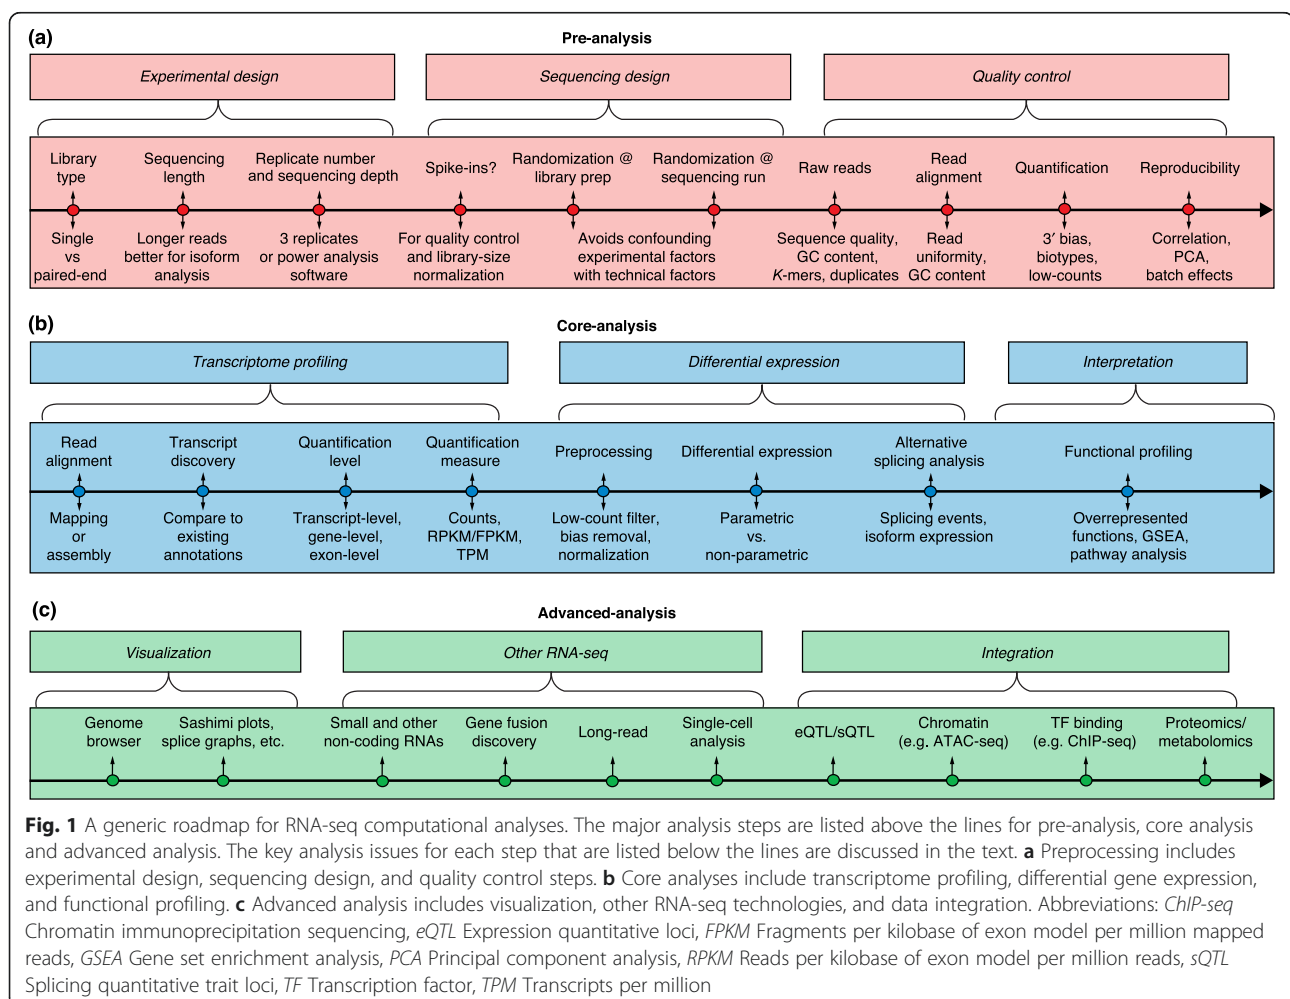 (a)
Pre-analysis
Experimental design
Sequencing design
Quality control
Library
type
Sequencing
length
Replicate number
and sequencing depth
Spike-ins?
Randomization @
library prep
Randomization @
sequencing run
Raw reads
Read
alignment
Quantification
Reproducibility
Single
vs
paired-end
Longer reads
better for isoform
analysis
3 replicates
or power analysis
software
For quality control
and library-size
normalization
Avoids confounding
experimental factors
with technical factors
Sequence quality,
GC content,
K-mers, duplicates
Read
uniformity,
GC content
3′ bias,
biotypes,
low-counts
Correlation,
PCA,
batch effects
(b)
Core-analysis
Transcriptome profiling
Differential expression
Interpretation
Read
alignment
Transcript
discovery
Quantification
level
Quantification
measure
Preprocessing
Differential expression
Alternative
splicing analysis
Functional profiling
Mapping
or
assembly
Compare to
existing
annotations
Transcript-level,
gene-level,
exon-level
Counts,
RPKM/FPKM,
TPM
Low-count filter,
bias removal,
normalization
Parametric
vs.
non-parametric
Splicing events,
isoform expression
Overrepresented
functions, GSEA,
pathway analysis
(c)
Advanced-analysis
Visualization
Other RNA-seq
Integration
Genome
browser
Sashimi plots,
splice graphs, etc.
Small and other
non-coding RNAs
Gene fusion
discovery
Long-read
Single-cell
analysis
eQTL/sQTL
Chromatin
(e.g. ATAC-seq)
TF binding
(e.g. ChIP-seq)
Proteomics/
metabolomics
Fig. 1 A generic roadmap for RNA-seq computational analyses. The major analysis steps are listed above the lines for pre-analysis, core analysis
and advanced analysis. The key analysis issues for each step that are listed below the lines are discussed in the text. a Preprocessing includes
experimental design, sequencing design, and quality control steps. b Core analyses include transcriptome profiling, differential gene expression,
and functional profiling. c Advanced analysis includes visualization, other RNA-seq technologies, and data integration. Abbreviations: ChIP-seq
Chromatin immunoprecipitation sequencing, eQTL Expression quantitative loci, FPKM Fragments per kilobase of exon model per million mapped
reads, GSEA Gene set enrichment analysis, PCA Principal component analysis, RPKM Reads per kilobase of exon model per million reads, sQTL
Splicing quantitative trait loci, TF Transcription factor, TPM Transcripts per million